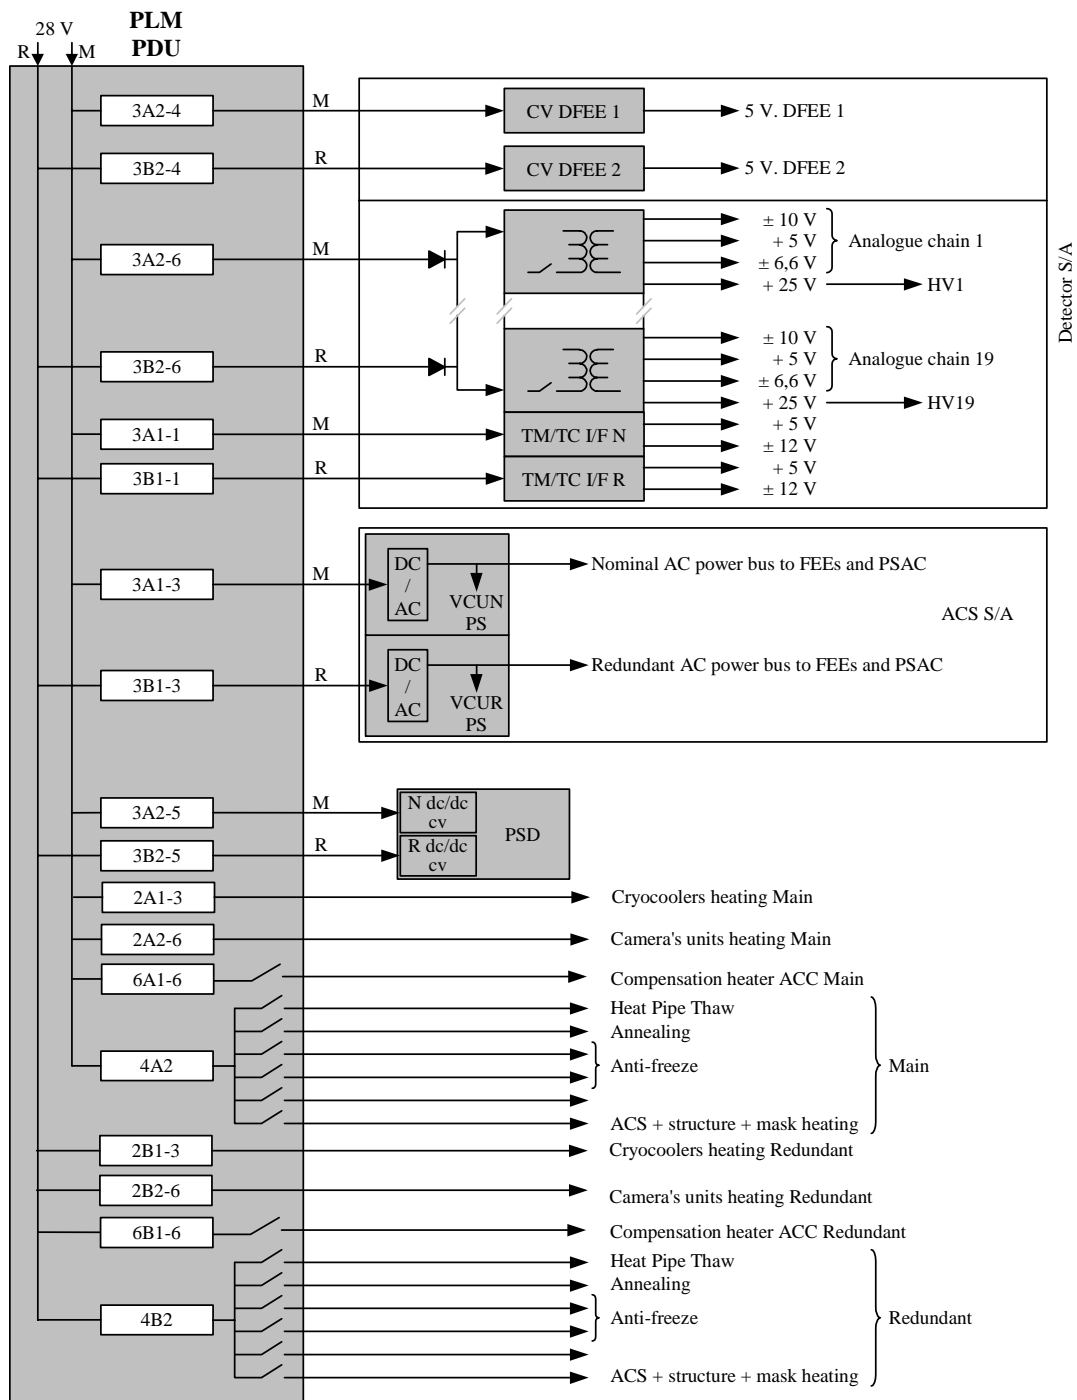 28 V
PLM
PDU
R M
3A2-4 M CV DFEE 1 5 V. DFEE 1
3B2-4 R CV DFEE 2 5 V. DFEE 2
± 10 V
+ 5 V
± 6,6 V
Analogue chain 1
3A2-6 M
+ 25 V HV1
Detector S/A
± 10 V
+ 5 V
± 6,6 V
Analogue chain 19
3B2-6 R
+ 25 V HV19
3A1-1 M TM/TC I/F N
+ 5 V
± 12 V
3B1-1 R TM/TC I/F R
+ 5 V
± 12 V
3A1-3 M
DC
/
AC
VCUN
PS
Nominal AC power bus to FEEs and PSAC
ACS S/A
3B1-3 R
DC
/
AC
VCUR
PS
Redundant AC power bus to FEEs and PSAC
3A2-5 M
N dc/dc
cv
PSD
3B2-5 R
R dc/dc
cv
2A1-3 Cryocoolers heating Main
2A2-6 Camera's units heating Main
6A1-6 Compensation heater ACC Main
Heat Pipe Thaw
Annealing
4A2 Anti-freeze Main
ACS + structure + mask heating
2B1-3 Cryocoolers heating Redundant
2B2-6 Camera's units heating Redundant
6B1-6 Compensation heater ACC Redundant
Heat Pipe Thaw
Annealing
4B2 Anti-freeze Redundant
ACS + structure + mask heating